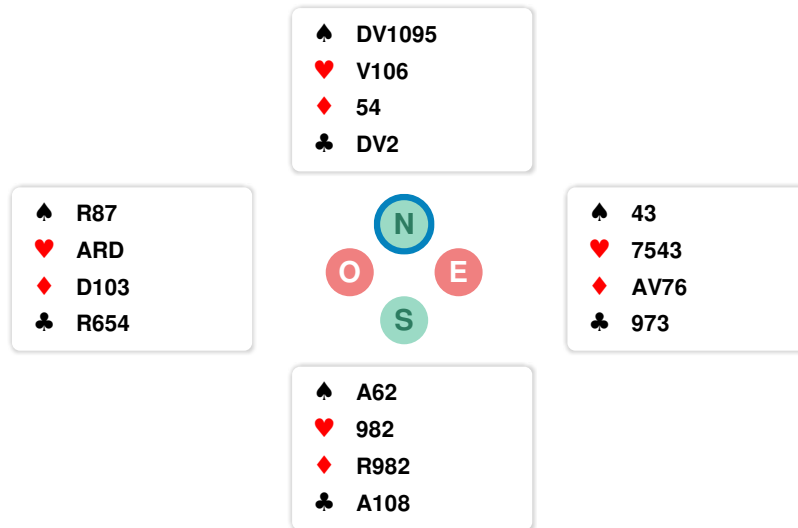 ♠ DV1095
♥ V106
♦ 54
♣ DV2
♠ R87
♥ ARD
♦ D103
♣ R654
N
O E
S
♠ 43
♥ 7543
♦ AV76
♣ 973
♠ A62
♥ 982
♦ R982
♣ A108